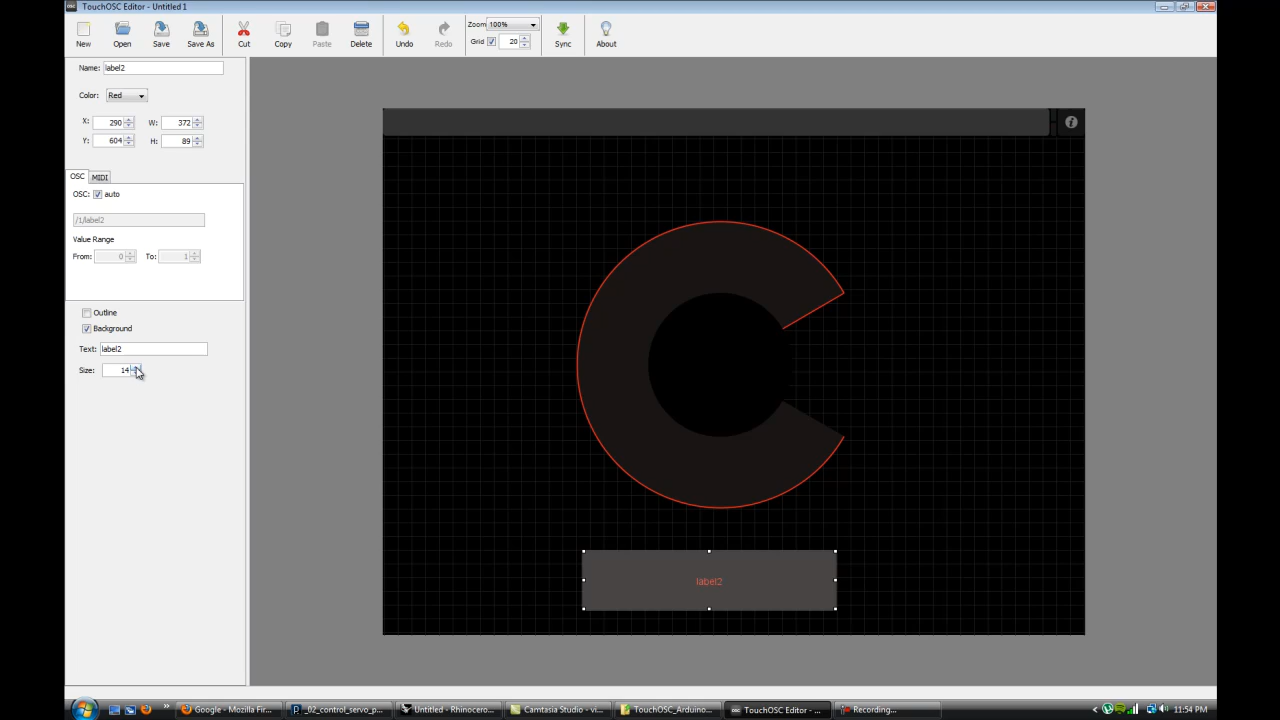 TouchOSC Editor - Untitled 1
New
Open
Save
Save As
Cut
Copy
Paste
Delete
Undo
Redo
Zoom 100%
Grid 20
Sync
About
Name: label2
Color: Red
X: 290 W: 372
Y: 604 H: 89
OSC MIDI
OSC: auto
/1/label2
Value Range
From: 0 To: 1
Outline
Background
Text: label2
Size: 14
i
label2
Google - Mozilla Fir...
_02_control_servo_p...
Untitled - Rhinocero...
Camtasia Studio - vi...
TouchOSC_Arduino...
OSC
TouchOSC Editor - ...
Recording...
11:54 PM